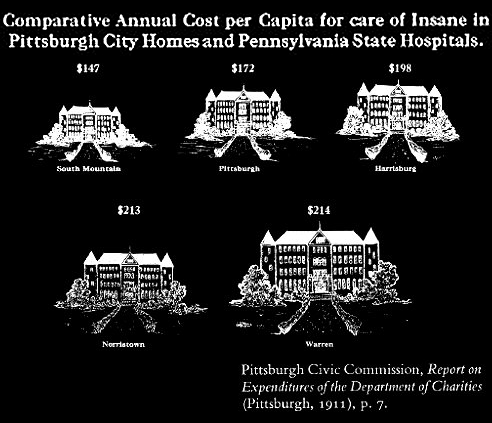 Comparative Annual Cost per Capita for care of Insane in
Pittsburgh City Homes and Pennsylvania State Hospitals.
$147 $172 $198
South Mountain Pittsburgh Harrisburg
$213 $214
Norristown Warren
Pittsburgh Civic Commission, Report on
Expenditures of the Department of Charities
(Pittsburgh, 1911), p. 7.